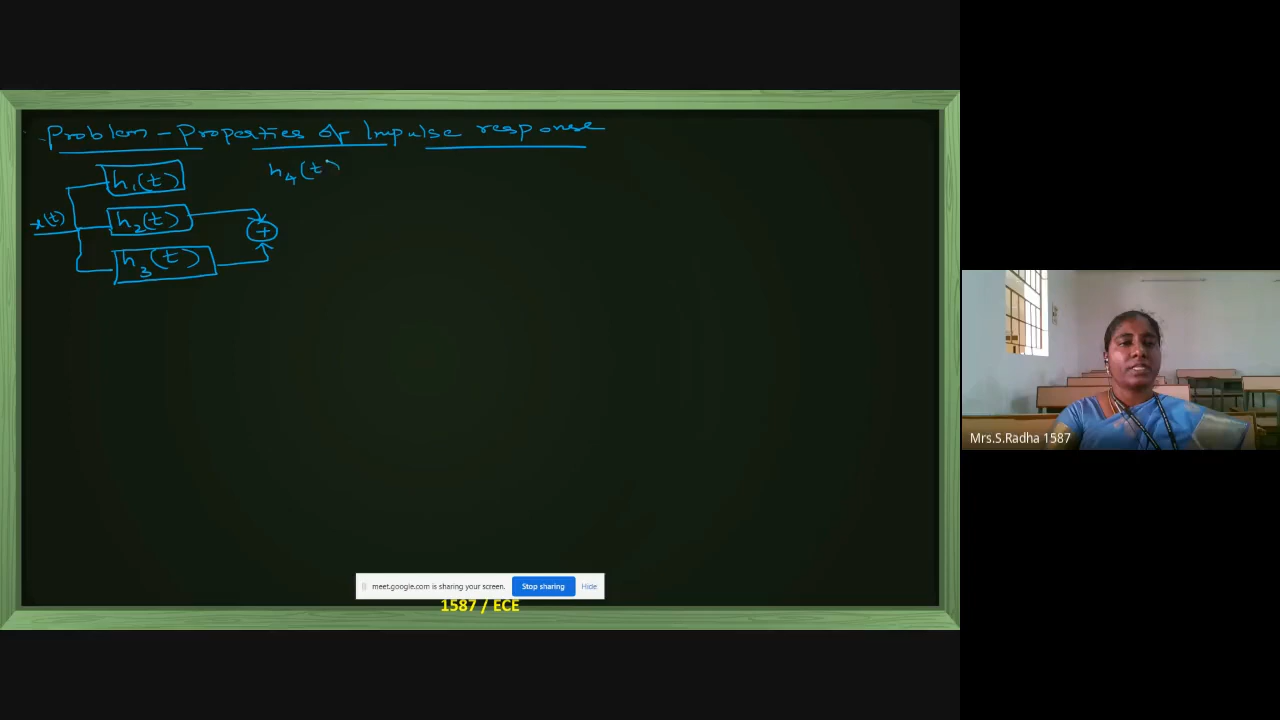 Problem - Properties of Impulse response
h₁(t)
h₄(t)
x(t)
h₂(t)
+
h₃(t)
meet.google.com is sharing your screen. Stop sharing Hide
1587 / ECE
Mrs.S.Radha 1587